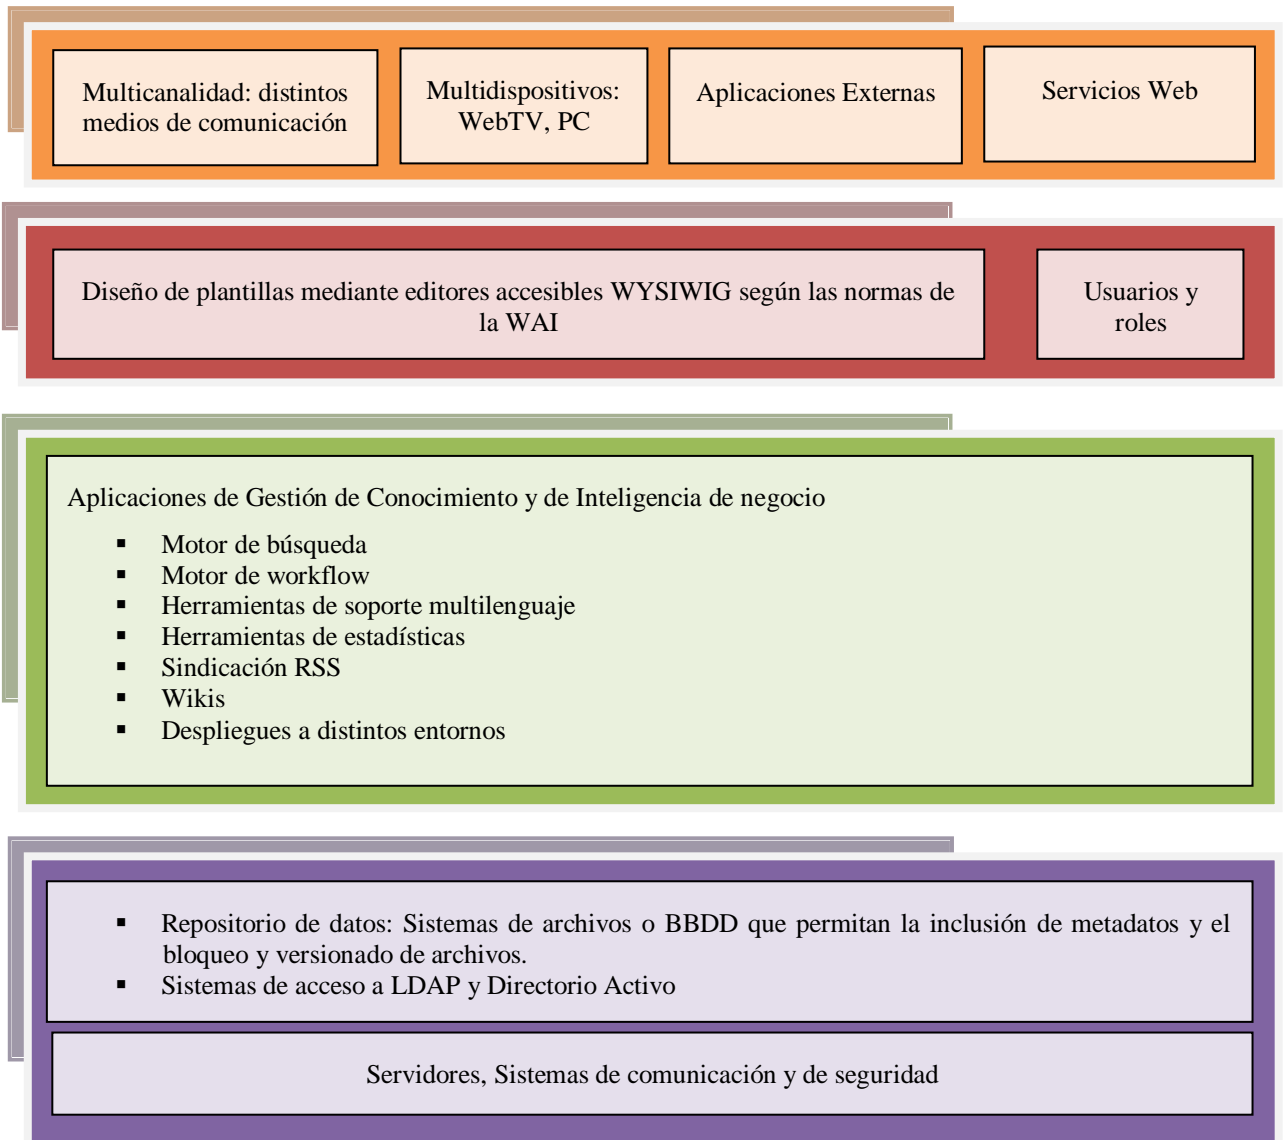 Multicanalidad: distintos
medios de comunicación
Multidispositivos:
WebTV, PC
Aplicaciones Externas
Servicios Web
Diseño de plantillas mediante editores accesibles WYSIWIG según las normas de
la WAI
Usuarios y
roles
Aplicaciones de Gestión de Conocimiento y de Inteligencia de negocio
▪ Motor de búsqueda
▪ Motor de workflow
▪ Herramientas de soporte multilenguaje
▪ Herramientas de estadísticas
▪ Sindicación RSS
▪ Wikis
▪ Despliegues a distintos entornos
▪ Repositorio de datos: Sistemas de archivos o BBDD que permitan la inclusión de metadatos y el
bloqueo y versionado de archivos.
▪ Sistemas de acceso a LDAP y Directorio Activo
Servidores, Sistemas de comunicación y de seguridad